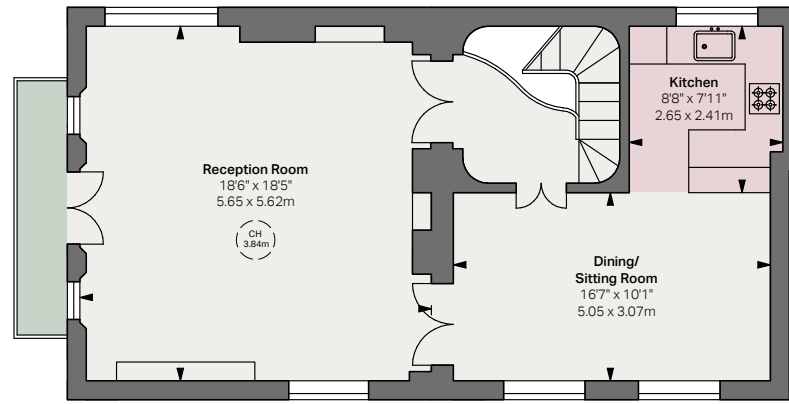 Kitchen
8'8" x 7'11"
2.65 x 2.41m
Reception Room
18'6" x 18'5"
5.65 x 5.62m
CH
3.84m
Dining/
Sitting Room
16'7" x 10'1"
5.05 x 3.07m